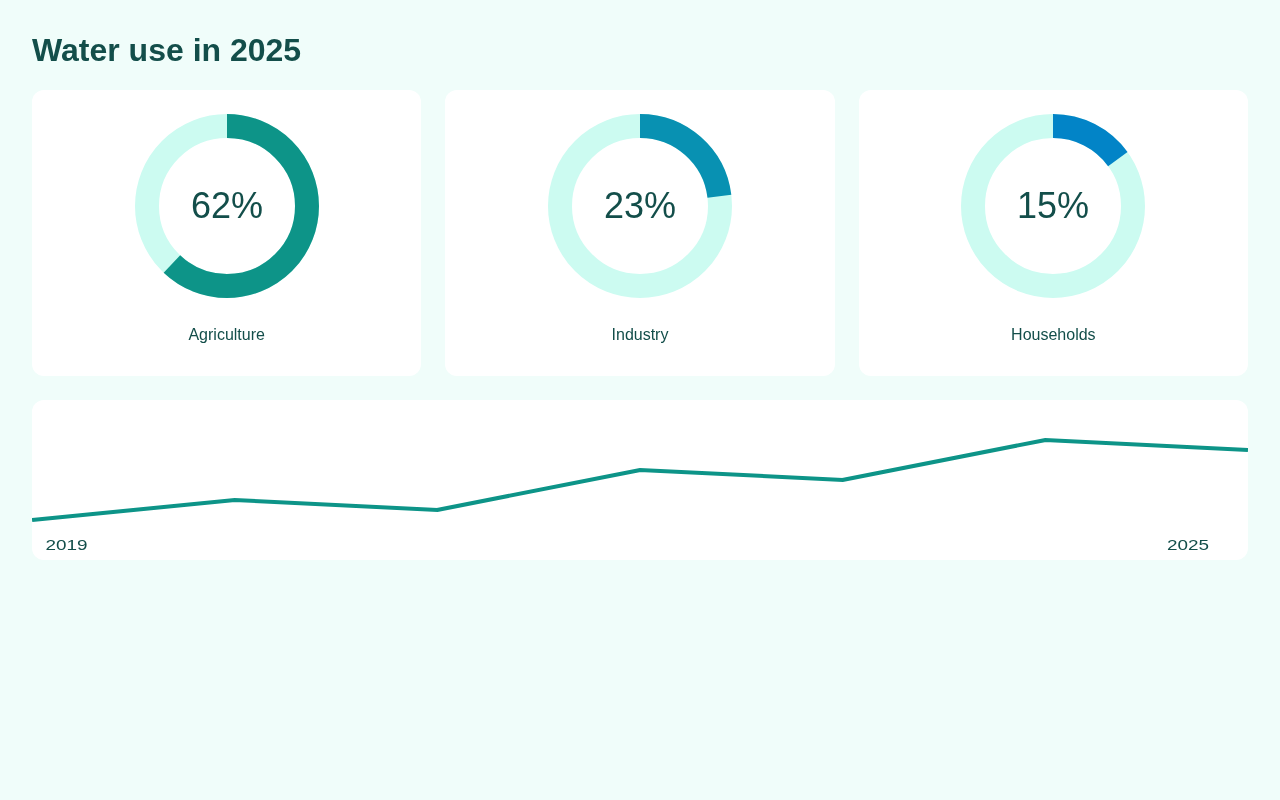 Water use in 2025
62%
23%
15%
Agriculture
Industry
Households
2019
2025